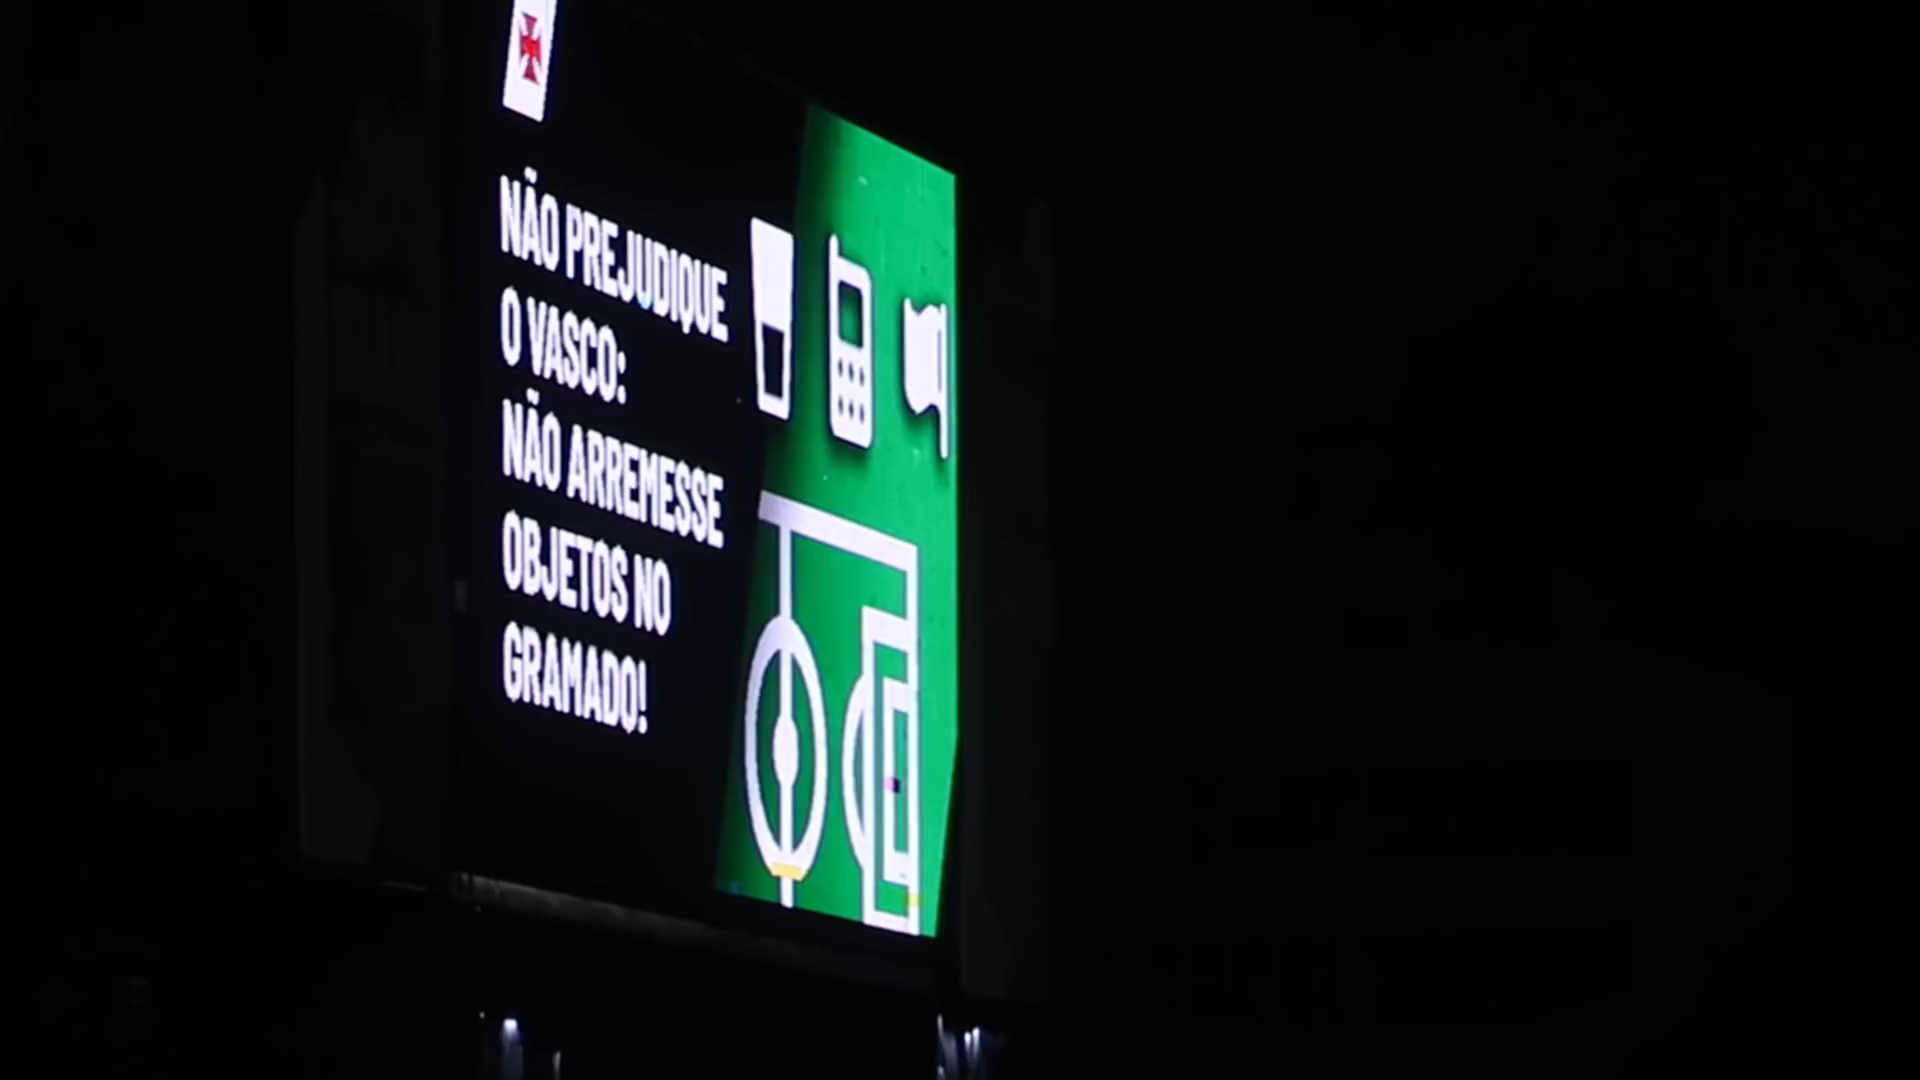 NÃO PREJUDIQUE
O VASCO:
NÃO ARREMESSE
OBJETOS NO
GRAMADO!